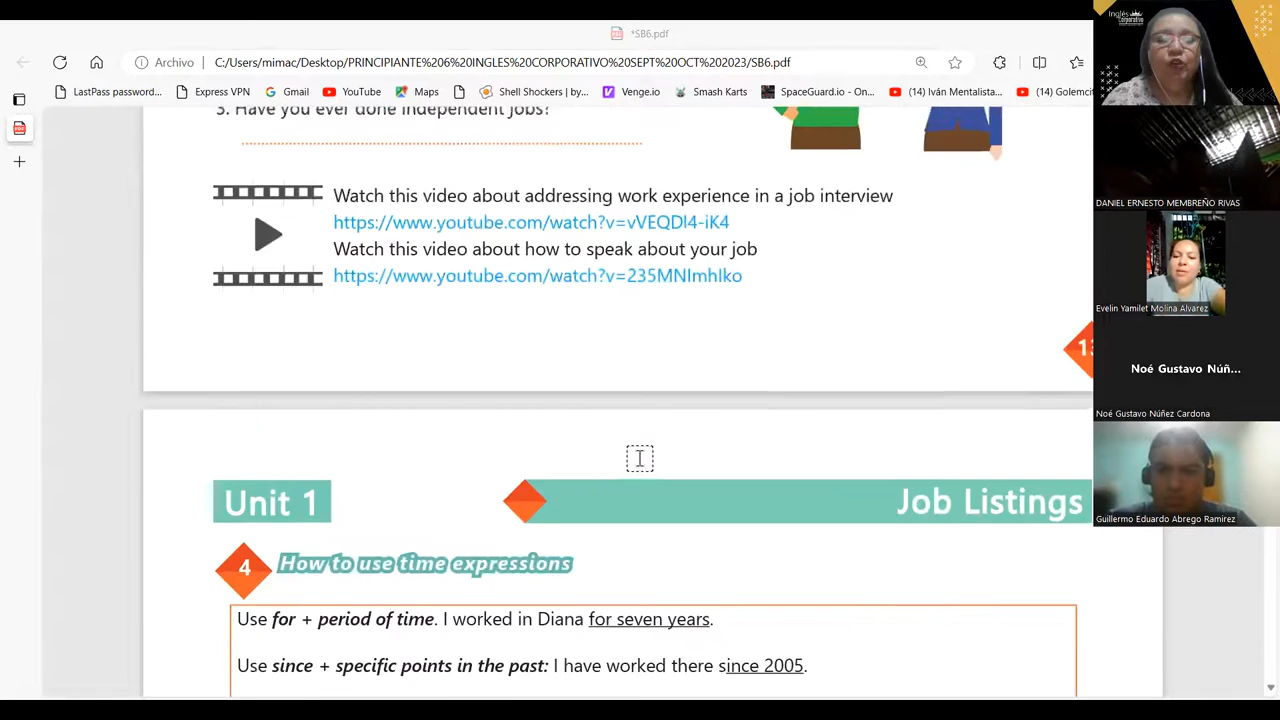 *SB6.pdf
Archivo
C:/Users/mimac/Desktop/PRINCIPIANTE%206%20INGLES%20CORPORATIVO%20SEPT%20OCT%202023/SB6.pdf
LastPass password...
Express VPN
Gmail
YouTube
Maps
Shell Shockers | by...
Venge.io
Smash Karts
SpaceGuard.io - On...
(14) Iván Mentalista...
(14) Golemcit
3. Have you ever done independent jobs?
Watch this video about addressing work experience in a job interview
https://www.youtube.com/watch?v=vVEQDl4-iK4
Watch this video about how to speak about your job
https://www.youtube.com/watch?v=235MNImhIko
Unit 1
Job Listings
4
How to use time expressions
Use for + period of time. I worked in Diana for seven years.
Use since + specific points in the past: I have worked there since 2005.
Inglés
Corporativo
DANIEL ERNESTO MEMBREÑO RIVAS
Evelin Yamilet Molina Alvarez
Noé Gustavo Núñ...
Noé Gustavo Núñez Cardona
Guillermo Eduardo Abrego Ramirez